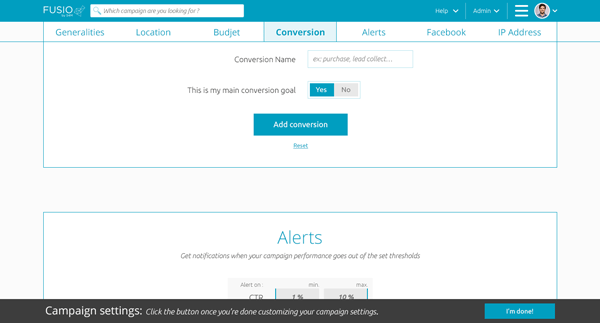 FUSIO
Which campaign are you looking for ?
Help
Admin
Generalities
Location
Budjet
Conversion
Alerts
Facebook
IP Address
Conversion Name
ex: purchase, lead collect...
This is my main conversion goal
Yes
No
Add conversion
Reset
Alerts
Get notifications when your campaign performance goes out of the set thresholds
Alert on :
min.
max.
CTR
1 %
10 %
Campaign settings: Click the button once you're done customizing your campaign settings.
I'm done!